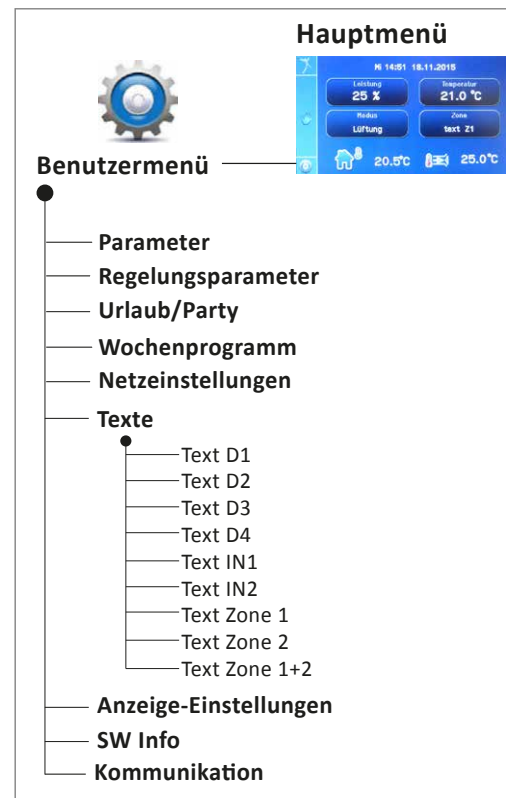 Hauptmenü
Mi 14:51 18.11.2015
Leistung
25 %
Temperatur
21.0 °C
Modus
Lüftung
Zone
text Z1
20.5°C
25.0°C
Benutzermenü
Parameter
Regelungsparameter
Urlaub/Party
Wochenprogramm
Netzeinstellungen
Texte
Text D1
Text D2
Text D3
Text D4
Text IN1
Text IN2
Text Zone 1
Text Zone 2
Text Zone 1+2
Anzeige-Einstellungen
SW Info
Kommunikation